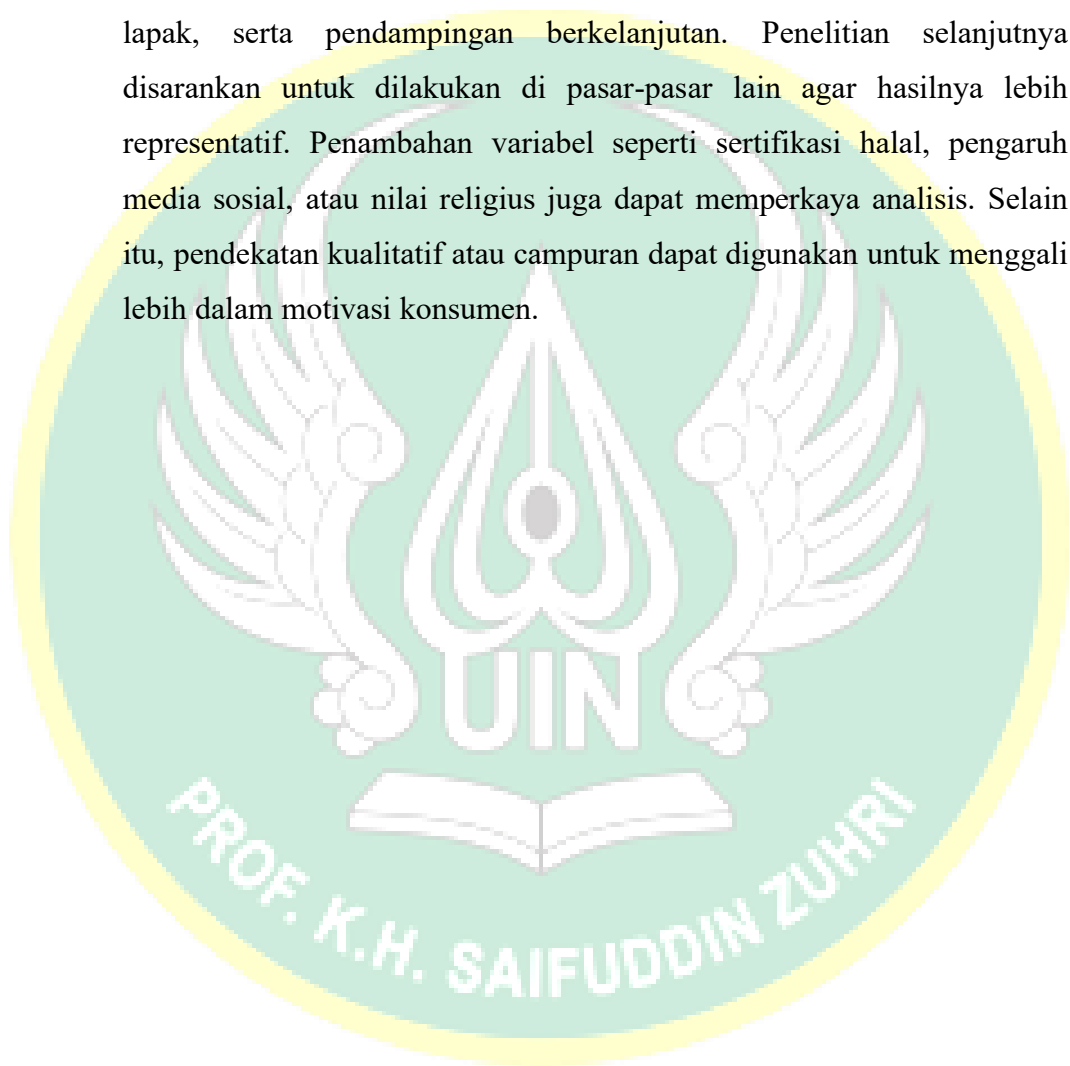 lapak, serta pendampingan berkelanjutan. Penelitian selanjutnya
disarankan untuk dilakukan di pasar-pasar lain agar hasilnya lebih
representatif. Penambahan variabel seperti sertifikasi halal, pengaruh
media sosial, atau nilai religius juga dapat memperkaya analisis. Selain
itu, pendekatan kualitatif atau campuran dapat digunakan untuk menggali
lebih dalam motivasi konsumen.
UIN
PROF. K.H. SAIFUDDIN ZUHRI